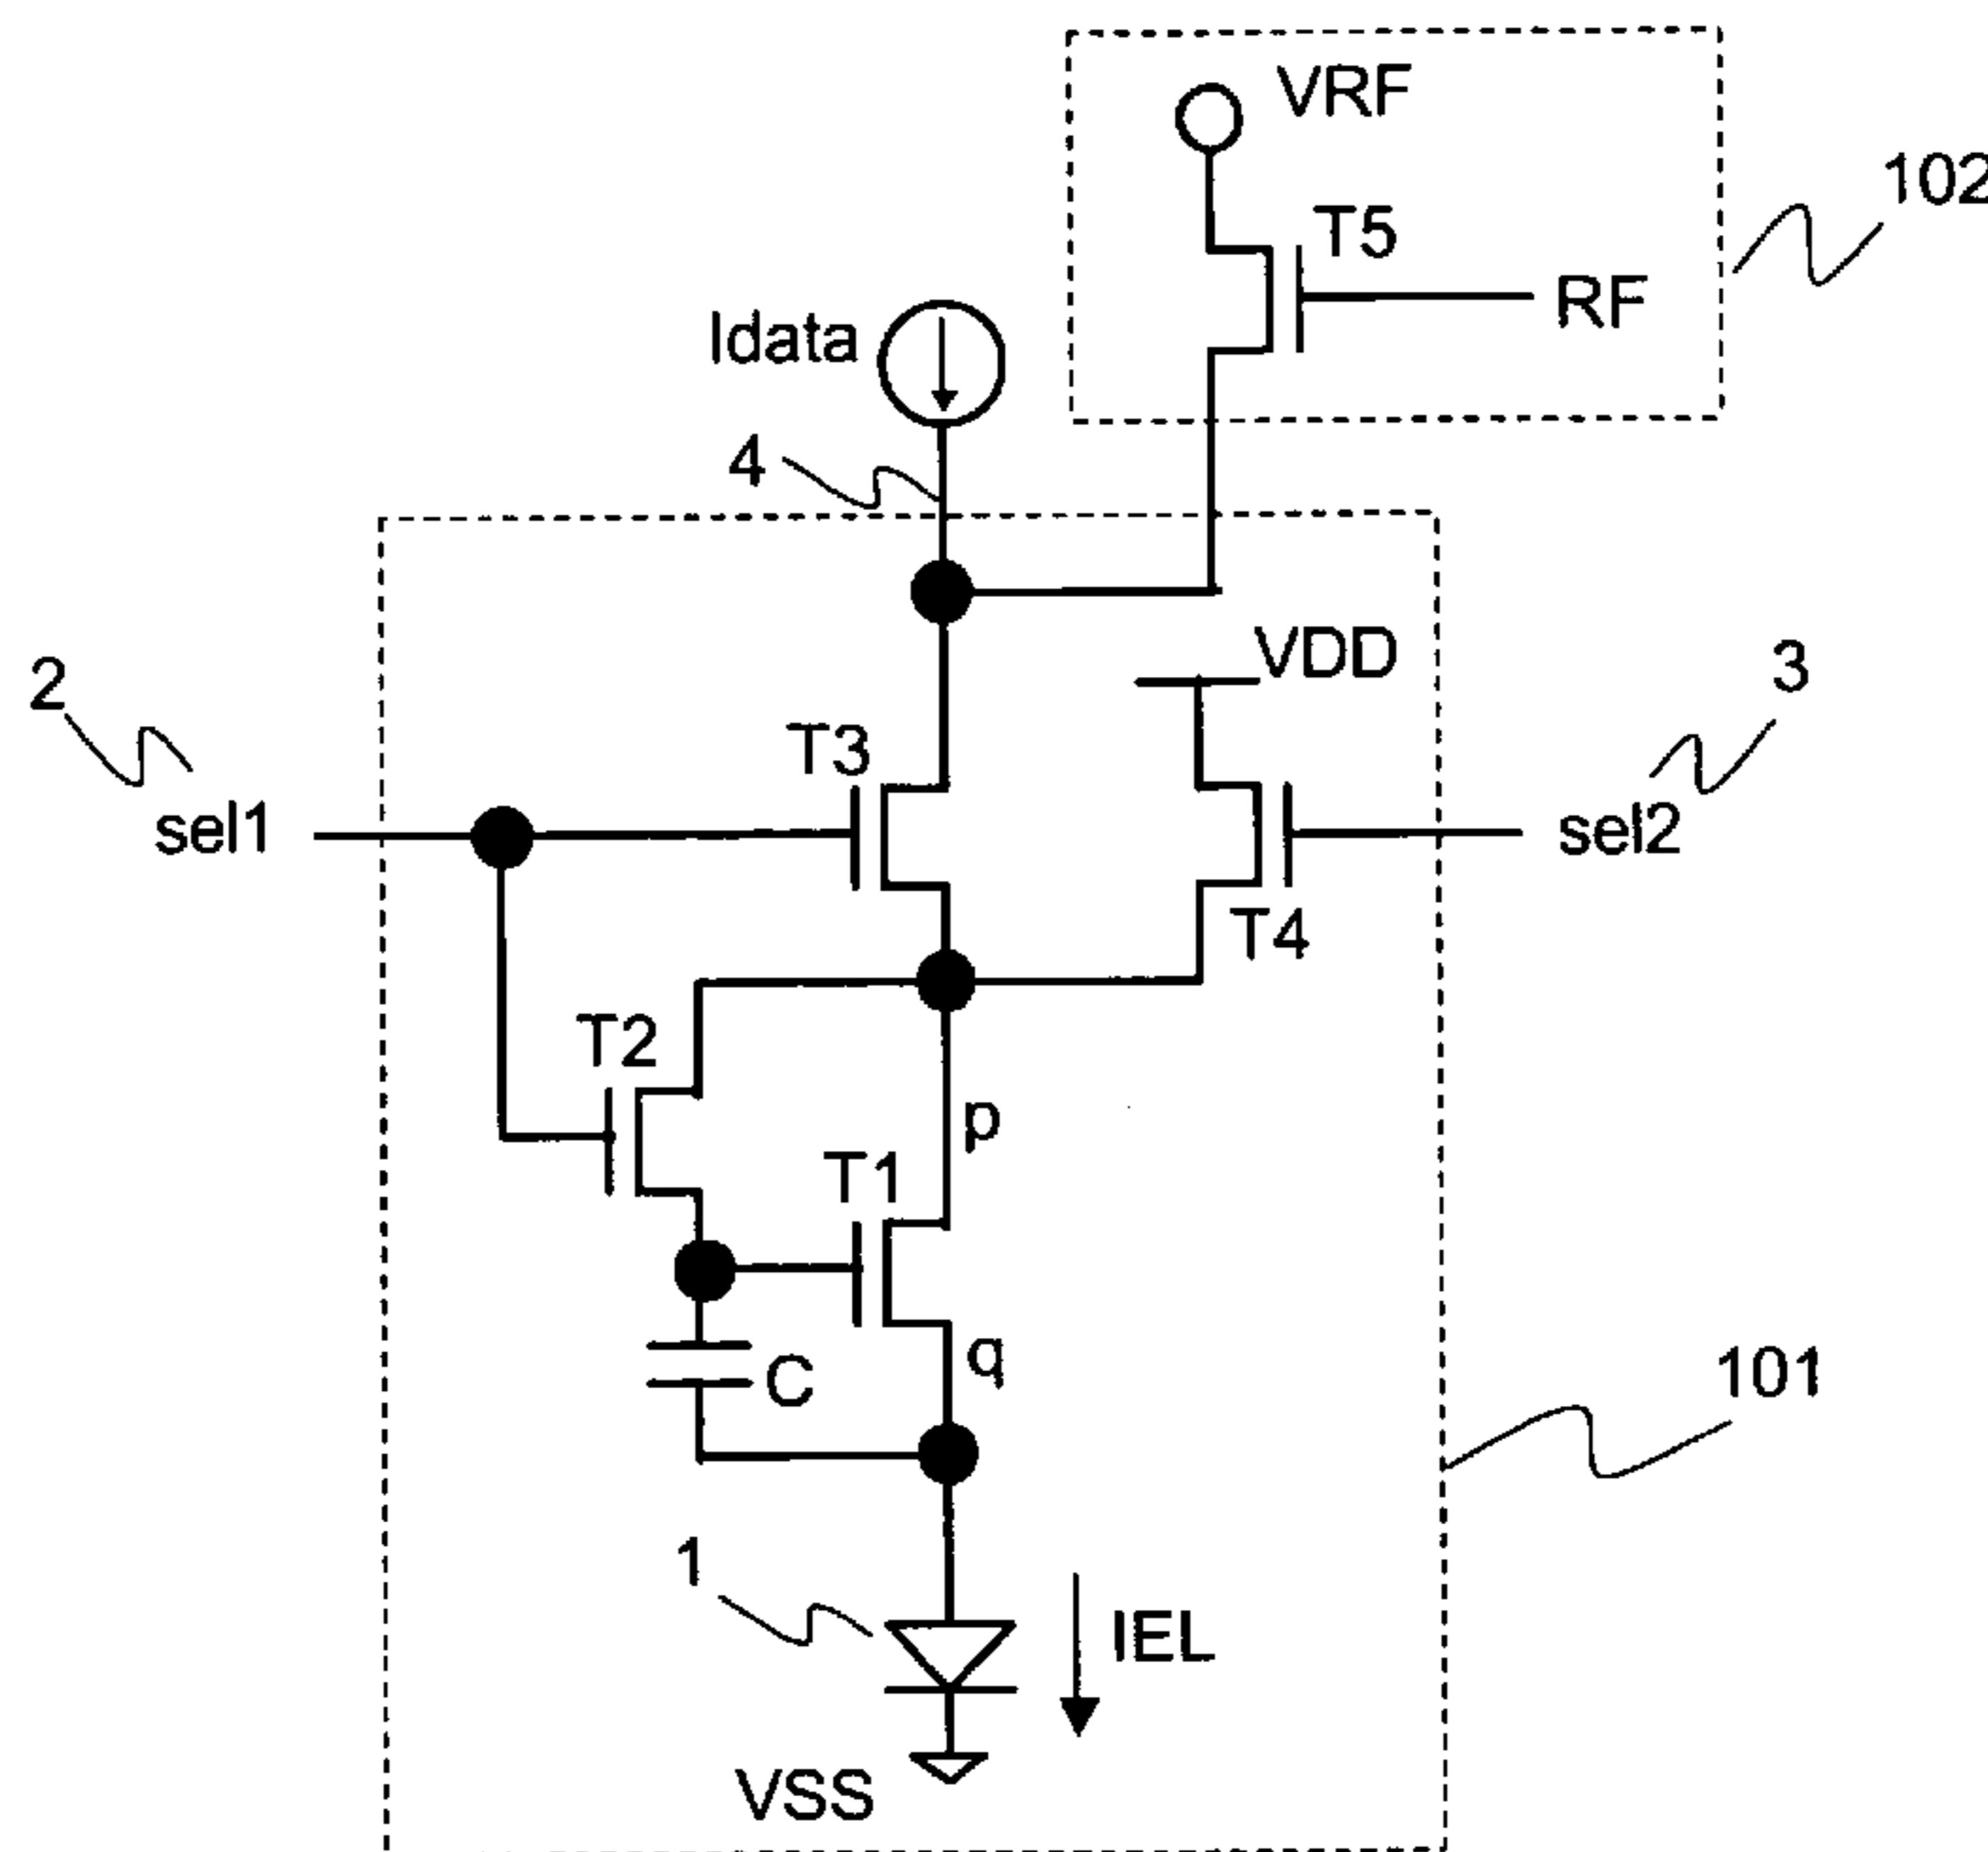 VRF
102
T5
RF
Idata
4
VDD
2
3
T3
sel1
sel2
T4
T2
p
T1
q
C
101
1
IEL
VSS